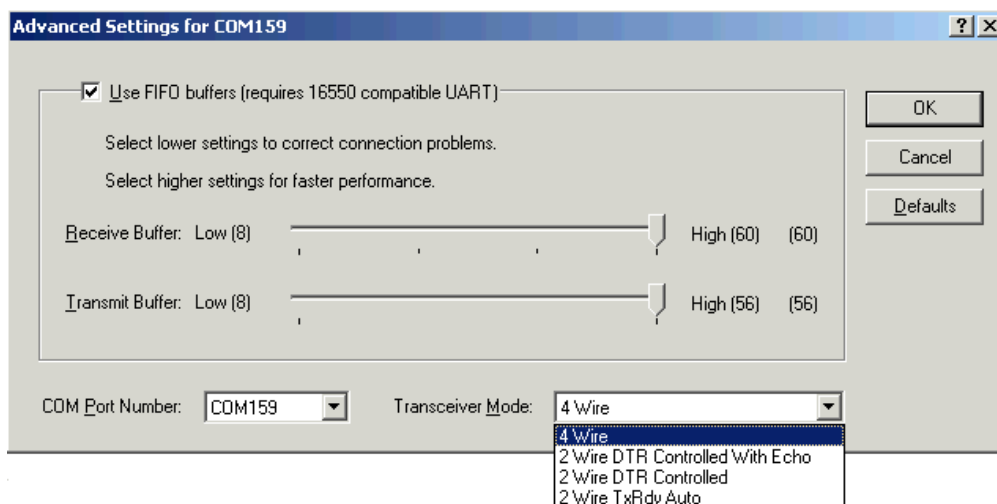 Advanced Settings for COM159
Use FIFO buffers (requires 16550 compatible UART)
OK
Select lower settings to correct connection problems.
Cancel
Select higher settings for faster performance.
Defaults
Receive Buffer: Low (8) High (60) (60)
Transmit Buffer: Low (8) High (56) (56)
COM Port Number: COM159 Transceiver Mode: 4 Wire
4 Wire
2 Wire DTR Controlled With Echo
2 Wire DTR Controlled
2 Wire TxRdy Auto